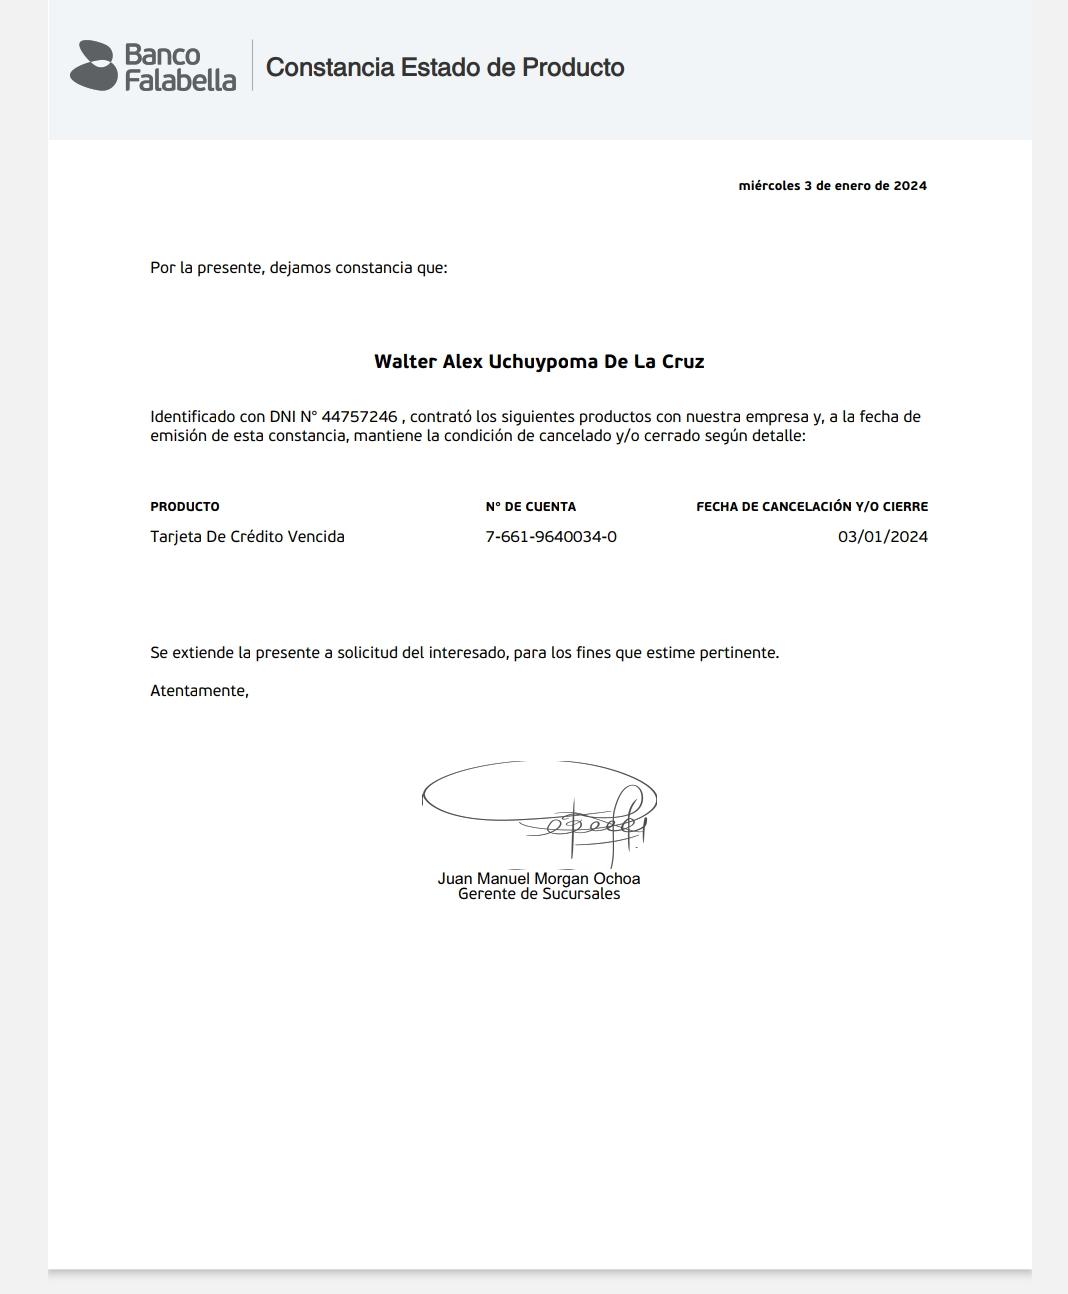 Banco
Falabella
Constancia Estado de Producto
miércoles 3 de enero de 2024
Por la presente, dejamos constancia que:
Walter Alex Uchuypoma De La Cruz
Identificado con DNI N° 44757246 , contrató los siguientes productos con nuestra empresa y, a la fecha de
emisión de esta constancia, mantiene la condición de cancelado y/o cerrado según detalle:
PRODUCTO N° DE CUENTA FECHA DE CANCELACIÓN Y/O CIERRE
Tarjeta De Crédito Vencida 7-661-9640034-0 03/01/2024
Se extiende la presente a solicitud del interesado, para los fines que estime pertinente.
Atentamente,
Juan Manuel Morgan Ochoa
Gerente de Sucursales